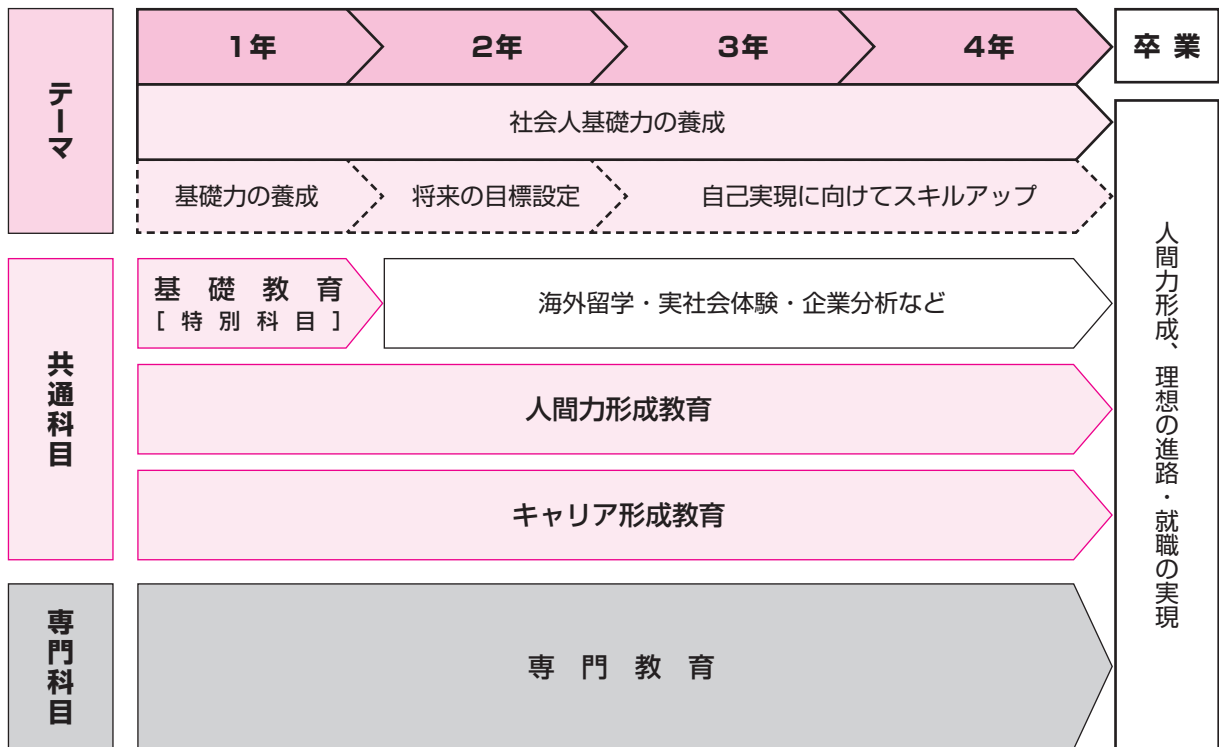 1年
2年
3年
4年
卒業
テーマ
社会人基礎力の養成
基礎力の養成
将来の目標設定
自己実現に向けてスキルアップ
共通科目
基礎教育
[特別科目]
海外留学・実社会体験・企業分析など
人間力形成教育
キャリア形成教育
専門科目
専門教育
人間力形成、理想の進路・就職の実現